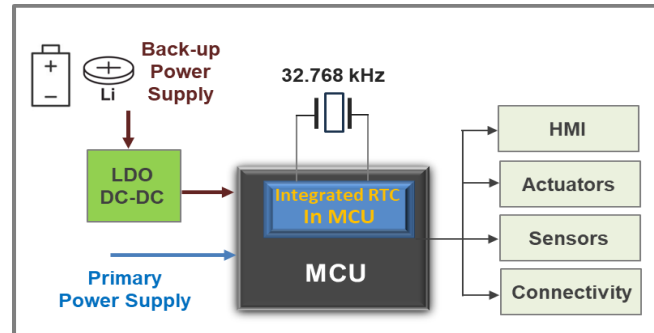 Back-up
Power
Supply
+
-
Li
32.768 kHz
LDO
DC-DC
Integrated RTC
In MCU
MCU
Primary
Power Supply
HMI
Actuators
Sensors
Connectivity